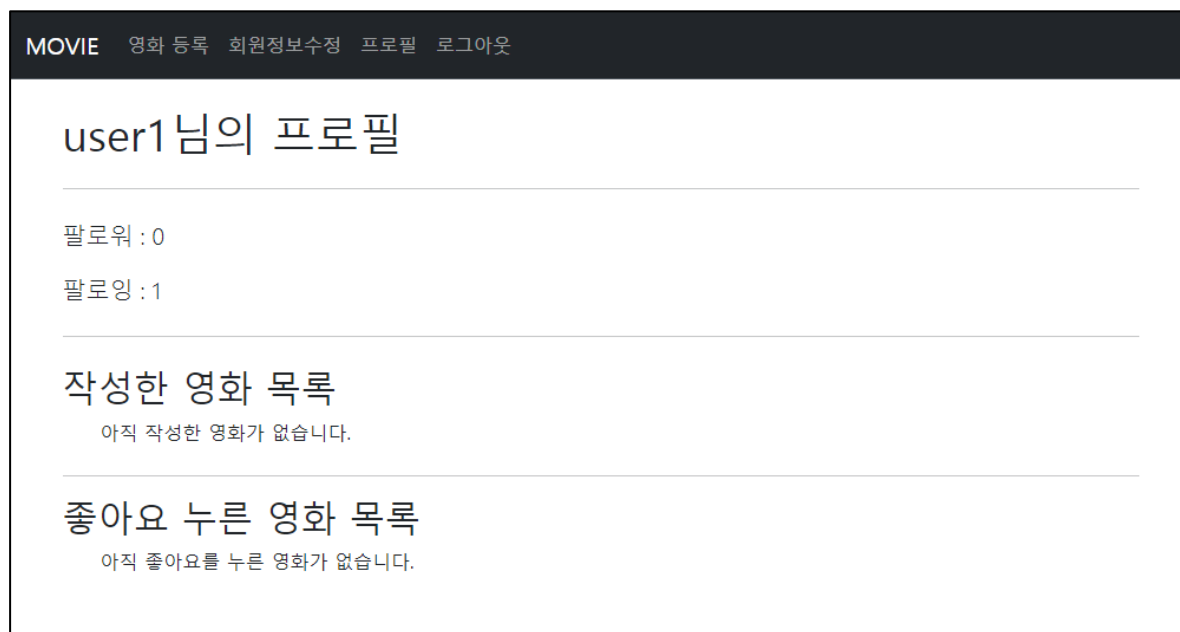 MOVIE 영화 등록 회원정보수정 프로필 로그아웃
user1님의 프로필
팔로워 : 0
팔로잉 : 1
작성한 영화 목록
아직 작성한 영화가 없습니다.
좋아요 누른 영화 목록
아직 좋아요를 누른 영화가 없습니다.